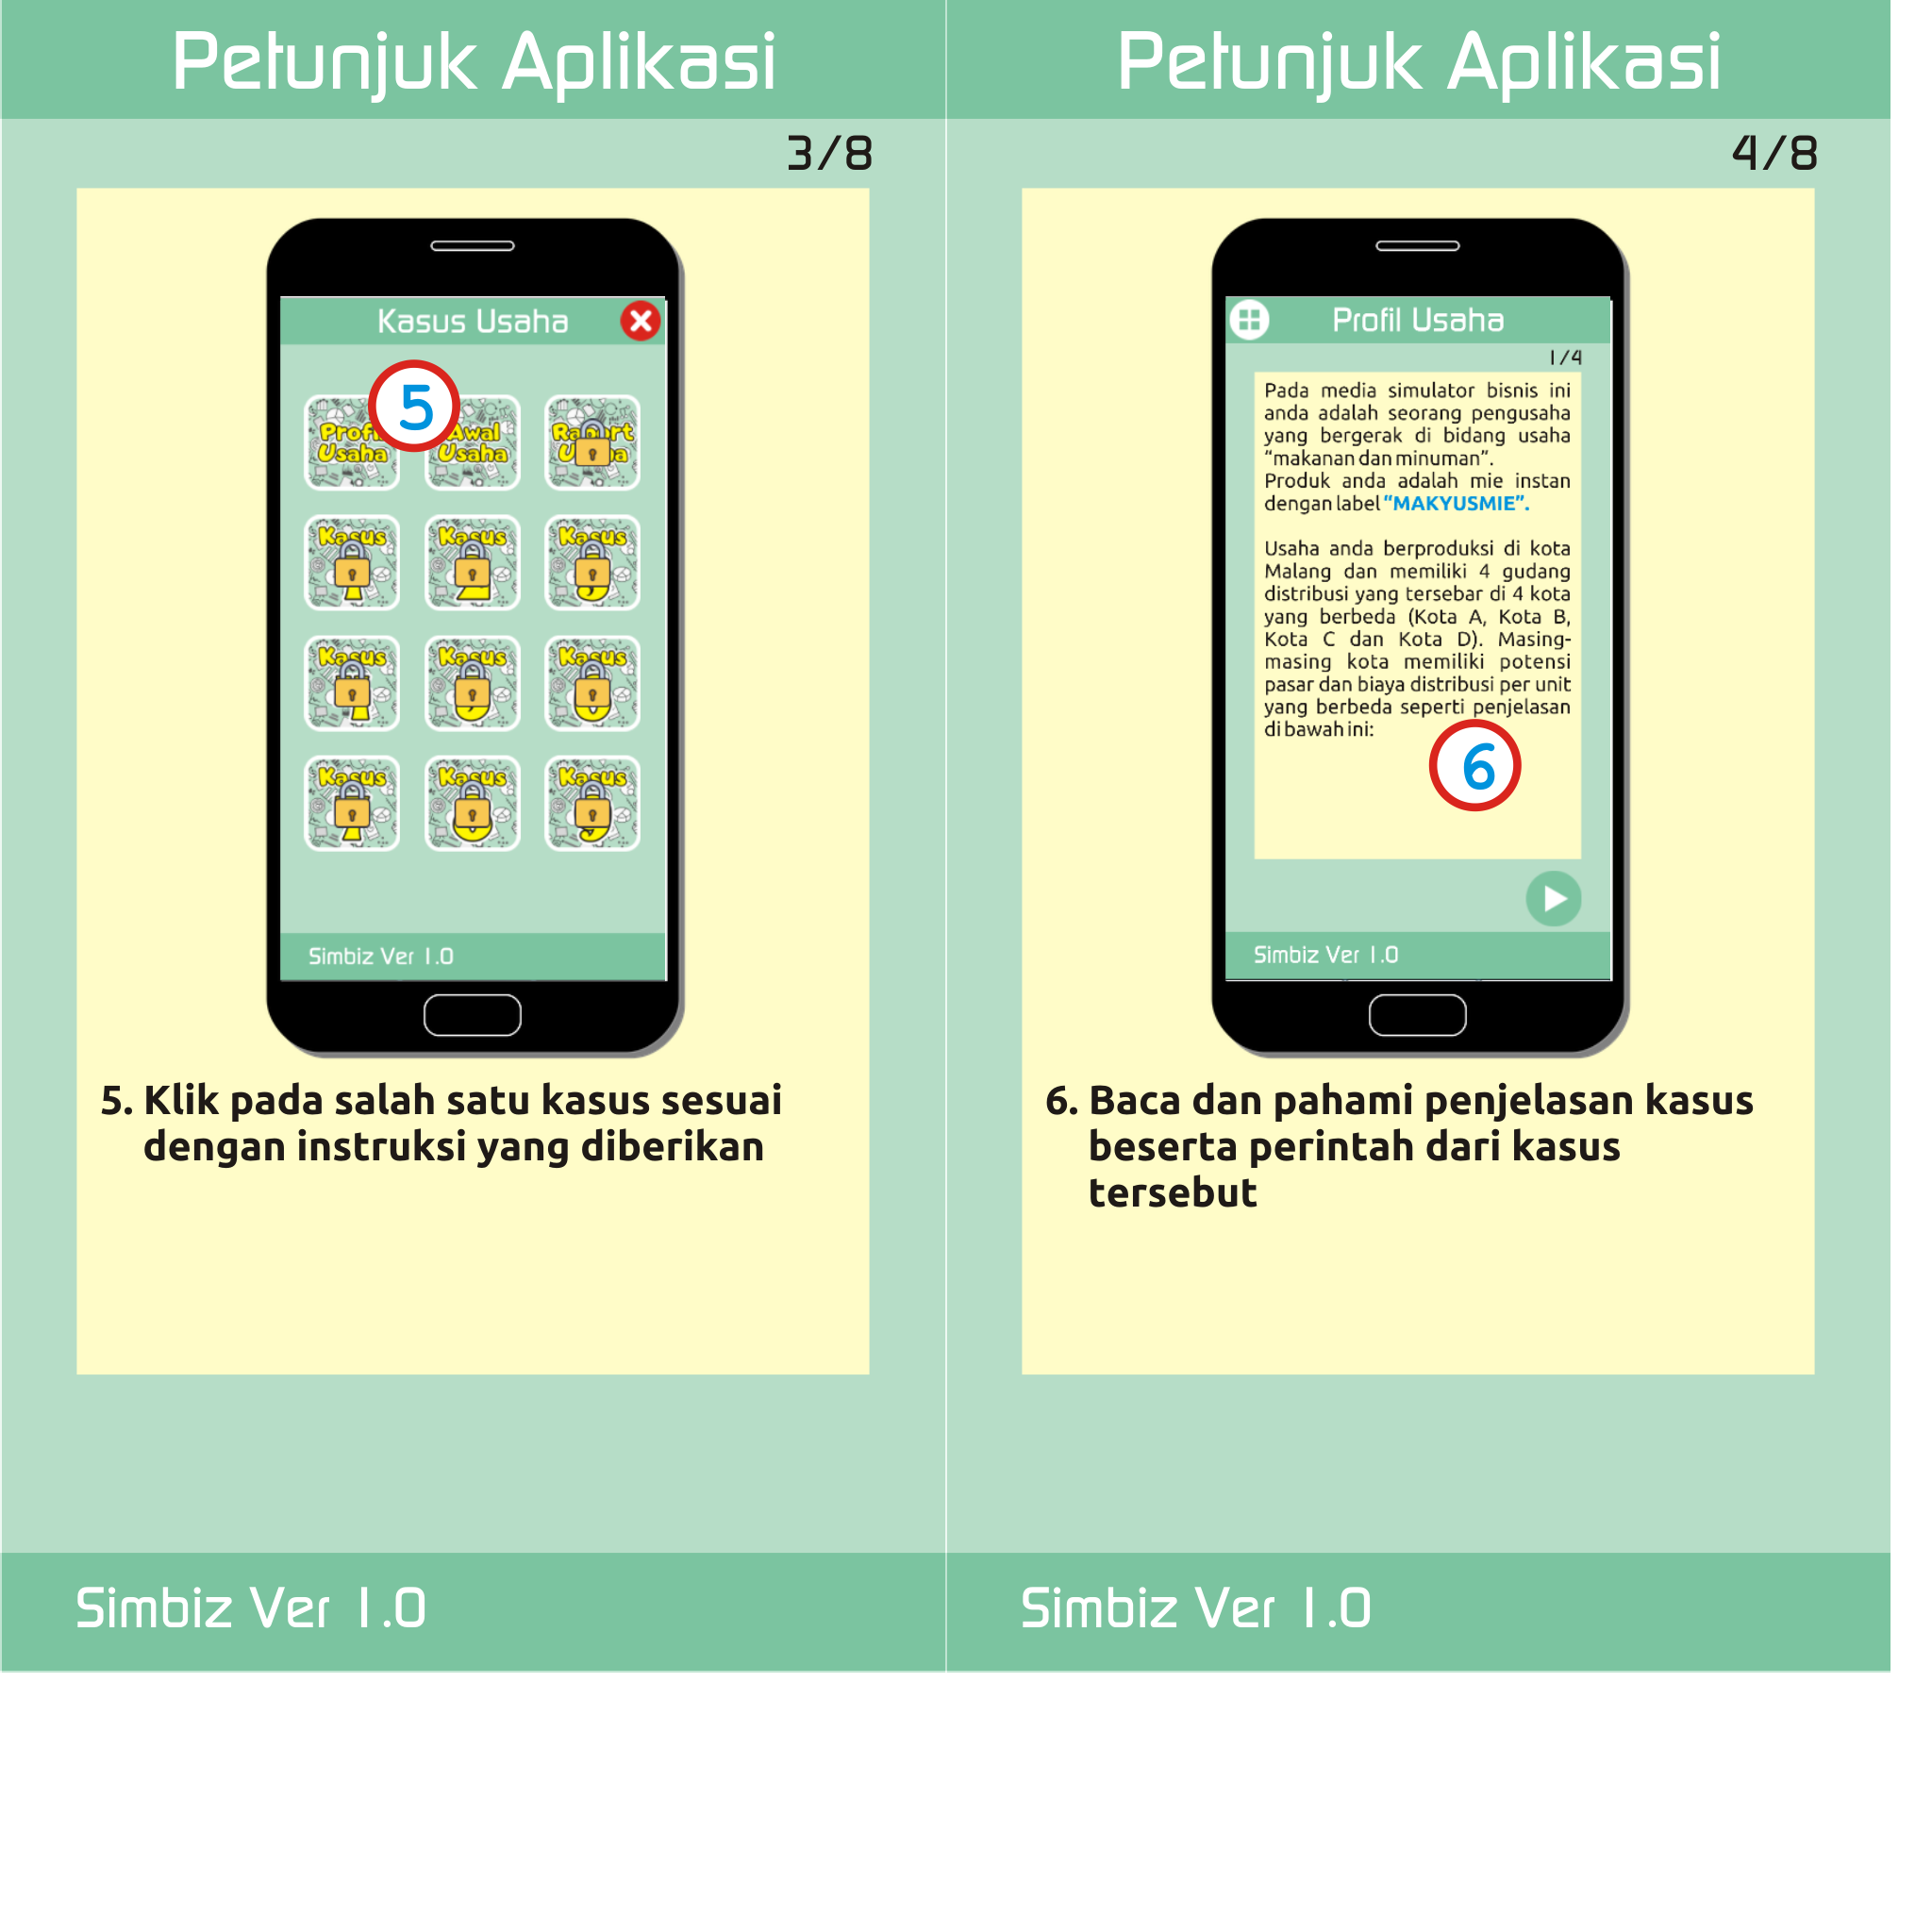 Petunjuk Aplikasi
3/8
Kasus Usaha
5
Usaha
Awal
Usaha
Kasus
Kasus
Kasus
Kasus
Kasus
Kasus
Kasus
Kasus
Kasus
Simbiz Ver 1.0
5. Klik pada salah satu kasus sesuai
dengan instruksi yang diberikan
Simbiz Ver 1.0
Petunjuk Aplikasi
4/8
Profil Usaha
1/4
Pada media simulator bisnis ini
anda adalah seorang pengusaha
yang bergerak di bidang usaha
“makanan dan minuman”.
Produk anda adalah mie instan
dengan label “MAKYUSMIE”.
Usaha anda berproduksi di kota
Malang dan memiliki 4 gudang
distribusi yang tersebar di 4 kota
yang berbeda (Kota A, Kota B,
Kota C dan Kota D). Masing-
masing kota memiliki potensi
pasar dan biaya distribusi per unit
yang berbeda seperti penjelasan
di bawah ini:
6
Simbiz Ver 1.0
6. Baca dan pahami penjelasan kasus
beserta perintah dari kasus
tersebut
Simbiz Ver 1.0